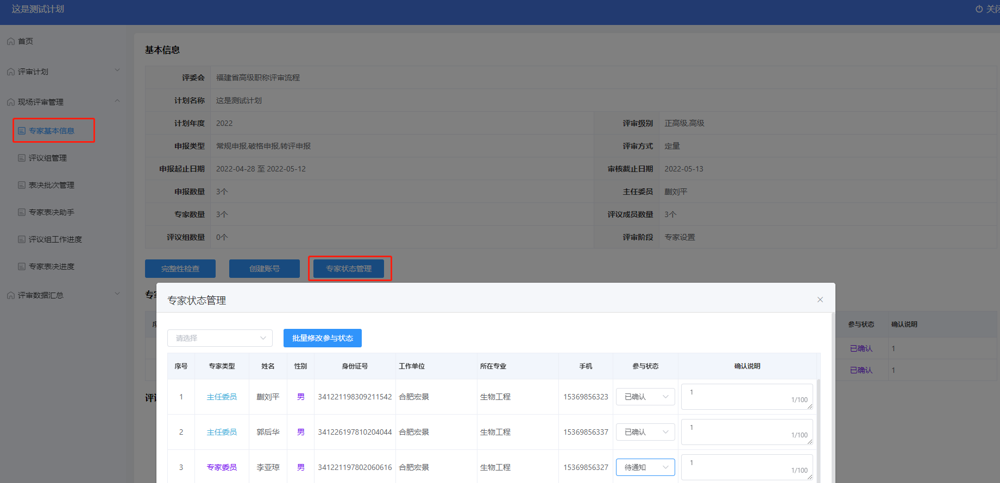 这是测试计划
关闭
首页
评审计划
现场评审管理
专家基本信息
评议组管理
表决批次管理
专家表决助手
评议组工作进度
专家表决进度
评审数据汇总
基本信息
评委会 福建省高级职称评审流程
计划名称 这是测试计划
计划年度 2022 评审级别 正高级,高级
申报类型 常规申报,破格申报,转评申报 评审方式 定量
申报起止日期 2022-04-28 至 2022-05-12 审核截止日期 2022-05-13
申报数量 3个 主任委员 蒯刘平
专家数量 3个 评议成员数量 3个
评议组数量 0个 评审阶段 专家设置
完整性检查 创建账号 专家状态管理
专家
参与状态 确认说明
已确认 1
已确认 1
评
专家状态管理
请选择 批量修改参与状态
序号 专家类型 姓名 性别 身份证号 工作单位 所在专业 手机 参与状态 确认说明
1 主任委员 蒯刘平 男 341221198309211542 合肥宏景 生物工程 15369856323 已确认 1 1/100
2 主任委员 郭后华 男 341226197810204044 合肥宏景 生物工程 15369856337 已确认 1 1/100
3 专家委员 李亚琼 男 341221197802060616 合肥宏景 生物工程 15369856327 待通知 1 1/100